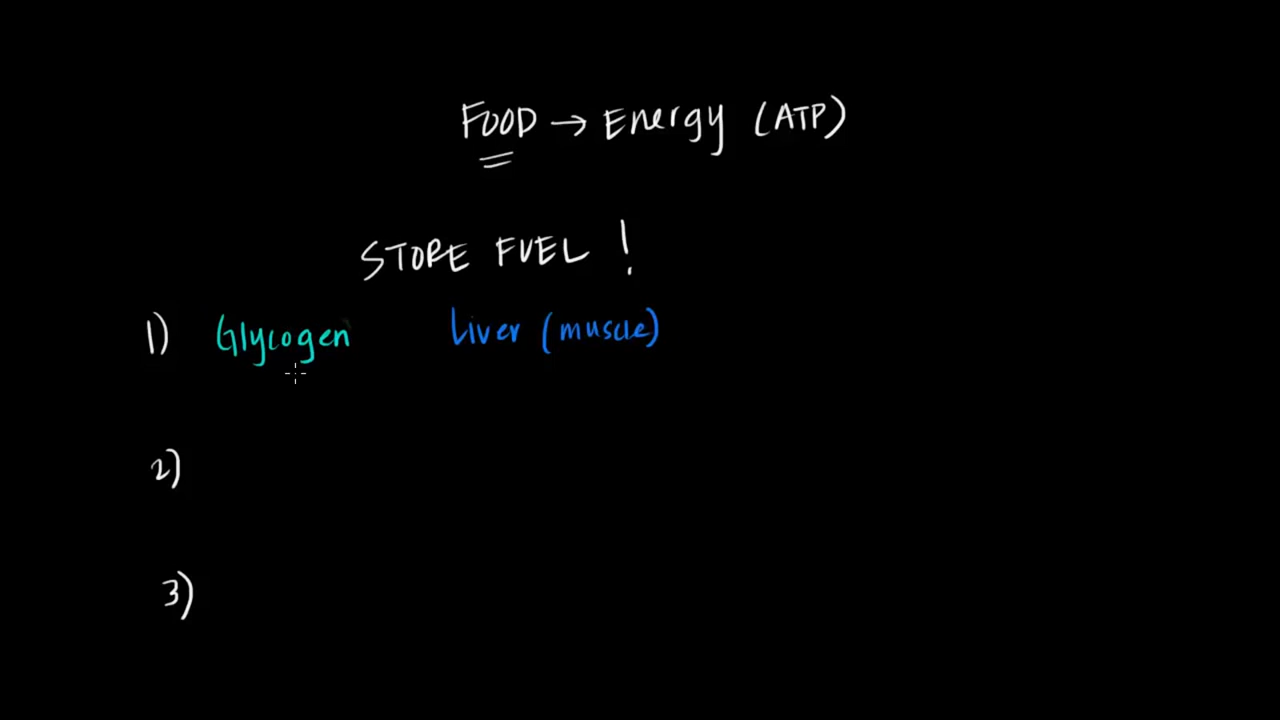 FOOD → Energy (ATP)
STORE FUEL !
1) Glycogen Liver (muscle)
2)
3)